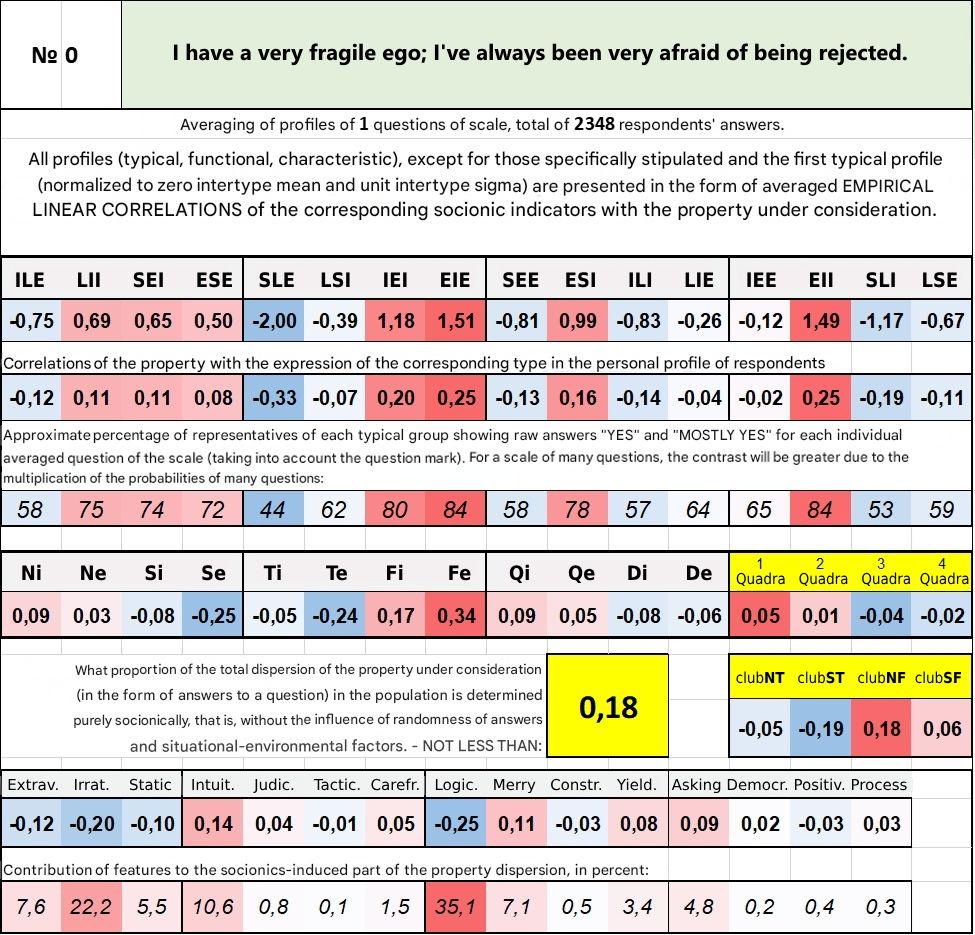 № 0
I have a very fragile ego; I've always been very afraid of being rejected.
Averaging of profiles of 1 questions of scale, total of 2348 respondents' answers.
All profiles (typical, functional, characteristic), except for those specifically stipulated and the first typical profile
(normalized to zero intertype mean and unit intertype sigma) are presented in the form of averaged EMPIRICAL
LINEAR CORRELATIONS of the corresponding socionic indicators with the property under consideration.
ILE LII SEI ESE SLE LSI IEI EIE SEE ESI ILI LIE IEE EII SLI LSE
-0,75 0,69 0,65 0,50 -2,00 -0,39 1,18 1,51 -0,81 0,99 -0,83 -0,26 -0,12 1,49 -1,17 -0,67
Correlations of the property with the expression of the corresponding type in the personal profile of respondents
-0,12 0,11 0,11 0,08 -0,33 -0,07 0,20 0,25 -0,13 0,16 -0,14 -0,04 -0,02 0,25 -0,19 -0,11
Approximate percentage of representatives of each typical group showing raw answers "YES" and "MOSTLY YES" for each individual
averaged question of the scale (taking into account the question mark). For a scale of many questions, the contrast will be greater due to the
multiplication of the probabilities of many questions:
58 75 74 72 44 62 80 84 58 78 57 64 65 84 53 59
Ni Ne Si Se Ti Te Fi Fe Qi Qe Di De 1 Quadra 2 Quadra 3 Quadra 4 Quadra
0,09 0,03 -0,08 -0,25 -0,05 -0,24 0,17 0,34 0,09 0,05 -0,08 -0,06 0,05 0,01 -0,04 -0,02
What proportion of the total dispersion of the property under consideration
(in the form of answers to a question) in the population is determined
purely socionically, that is, without the influence of randomness of answers
and situational-environmental factors. - NOT LESS THAN:
0,18
clubNT clubST clubNF clubSF
-0,05 -0,19 0,18 0,06
Extrav. Irrat. Static Intuit. Judic. Tactic. Carefr. Logic. Merry Constr. Yield. Asking Democr. Positiv. Process
-0,12 -0,20 -0,10 0,14 0,04 -0,01 0,05 -0,25 0,11 -0,03 0,08 0,09 0,02 -0,03 0,03
Contribution of features to the socionics-induced part of the property dispersion, in percent:
7,6 22,2 5,5 10,6 0,8 0,1 1,5 35,1 7,1 0,5 3,4 4,8 0,2 0,4 0,3